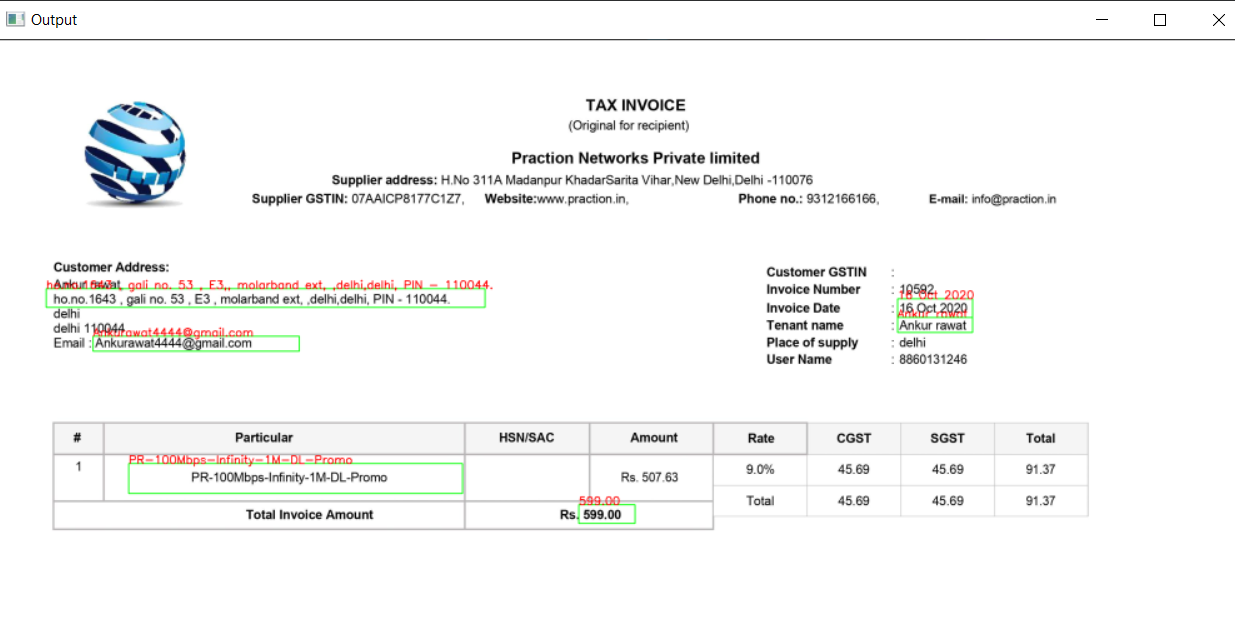 Output
TAX INVOICE
(Original for recipient)
Praction Networks Private limited
Supplier address: H.No 311A Madanpur KhadarSarita Vihar,New Delhi,Delhi -110076
Supplier GSTIN: 07AAICP8177C1Z7, Website:www.praction.in, Phone no.: 9312166166, E-mail: info@praction.in
Customer Address:
Ankur rawat
ho.no.1643 , gali no. 53 , E3,, molarband ext, ,delhi,delhi, PIN - 110044.
ho.no.1643 , gali no. 53 , E3 , molarband ext, ,delhi,delhi, PIN - 110044.
delhi
delhi 110044
Ankurawat4444@gmail.com
Email : Ankurawat4444@gmail.com
Customer GSTIN :
Invoice Number : 10592
16 Oct 2020
Invoice Date : 16 Oct 2020
Ankur rawat
Tenant name : Ankur rawat
Place of supply : delhi
User Name : 8860131246
# Particular HSN/SAC Amount Rate CGST SGST Total
PR-100Mbps-Infinity-1M-DL-Promo
1 PR-100Mbps-Infinity-1M-DL-Promo Rs. 507.63 9.0% 45.69 45.69 91.37
Total 45.69 45.69 91.37
599.00
Total Invoice Amount Rs. 599.00